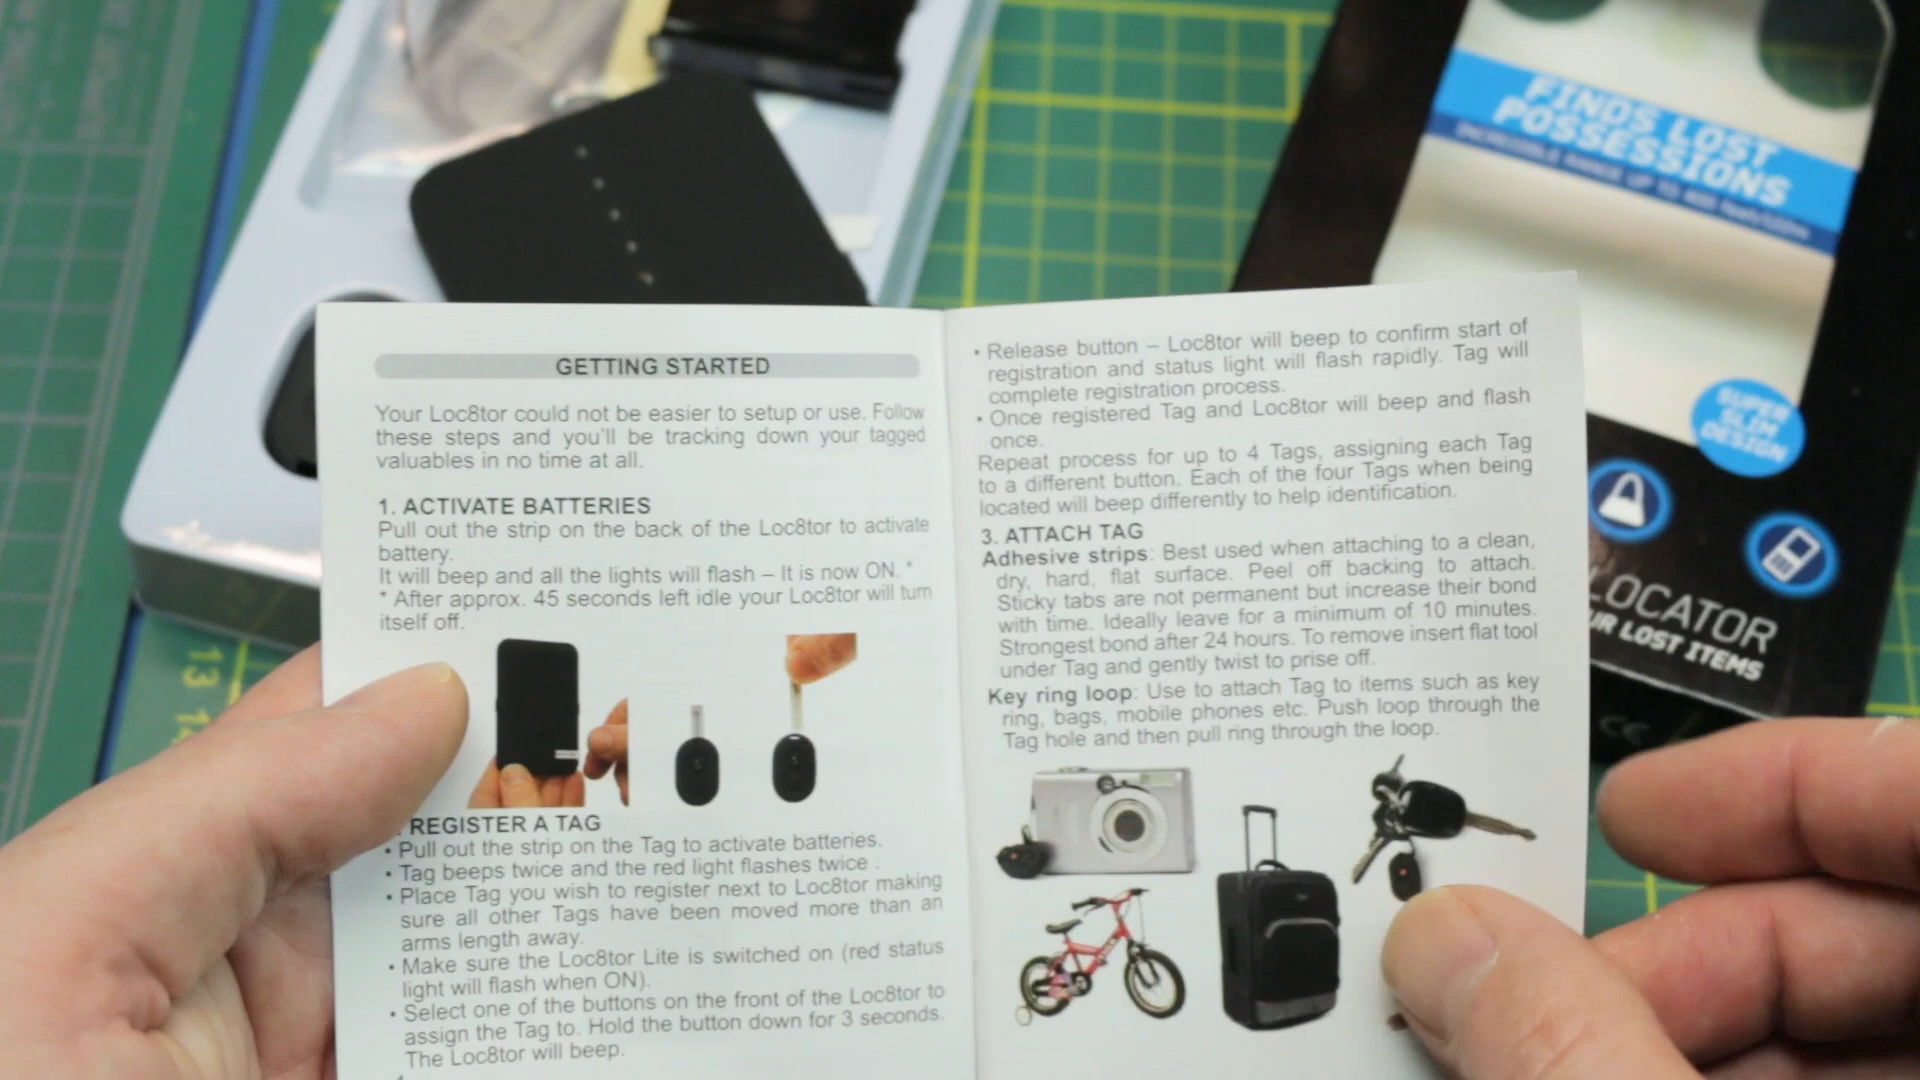 FINDS LOST
POSSESSIONS
INCREDIBLE RANGE UP TO 400 feet/122m
SUPER
SLIM
DESIGN
LOCATOR
UR LOST ITEMS
CE
13
GETTING STARTED
Your Loc8tor could not be easier to setup or use. Follow
these steps and you'll be tracking down your tagged
valuables in no time at all.
1. ACTIVATE BATTERIES
Pull out the strip on the back of the Loc8tor to activate
battery.
It will beep and all the lights will flash – It is now ON. *
* After approx. 45 seconds left idle your Loc8tor will turn
itself off.
. REGISTER A TAG
• Pull out the strip on the Tag to activate batteries.
• Tag beeps twice and the red light flashes twice .
• Place Tag you wish to register next to Loc8tor making
sure all other Tags have been moved more than an
arms length away.
• Make sure the Loc8tor Lite is switched on (red status
light will flash when ON).
• Select one of the buttons on the front of the Loc8tor to
assign the Tag to. Hold the button down for 3 seconds.
The Loc8tor will beep.
• Release button – Loc8tor will beep to confirm start of
registration and status light will flash rapidly. Tag will
complete registration process.
• Once registered Tag and Loc8tor will beep and flash
once.
Repeat process for up to 4 Tags, assigning each Tag
to a different button. Each of the four Tags when being
located will beep differently to help identification.
3. ATTACH TAG
Adhesive strips: Best used when attaching to a clean,
dry, hard, flat surface. Peel off backing to attach.
Sticky tabs are not permanent but increase their bond
with time. Ideally leave for a minimum of 10 minutes.
Strongest bond after 24 hours. To remove insert flat tool
under Tag and gently twist to prise off.
Key ring loop: Use to attach Tag to items such as key
ring, bags, mobile phones etc. Push loop through the
Tag hole and then pull ring through the loop.